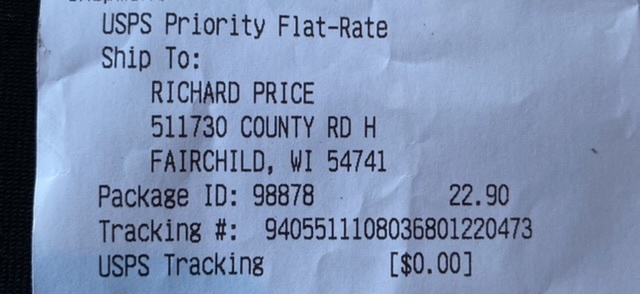 USPS Priority Flat-Rate
Ship To:
RICHARD PRICE
511730 COUNTY RD H
FAIRCHILD, WI 54741
Package ID: 98878 22.90
Tracking #: 9405511108036801220473
USPS Tracking [$0.00]